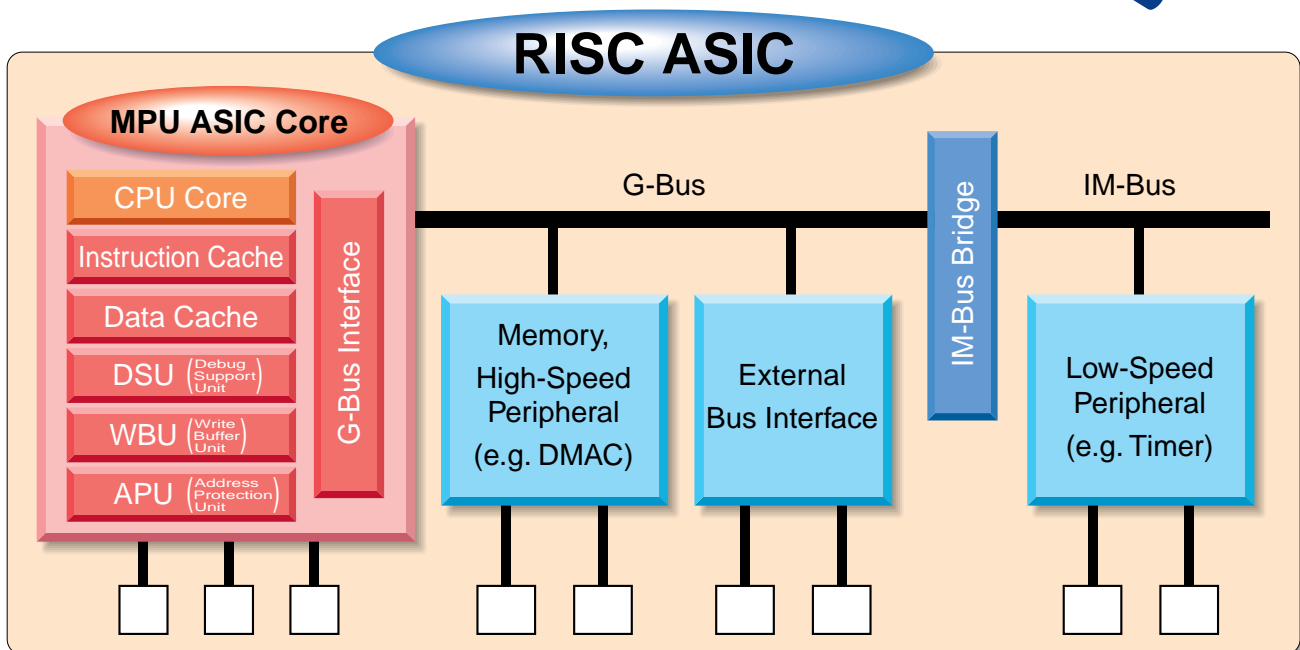 RISC ASIC
MPU ASIC Core
CPU Core
Instruction Cache
Data Cache
DSU (Debug Support Unit)
WBU (Write Buffer Unit)
APU (Address Protection Unit)
G-Bus Interface
G-Bus
Memory,
High-Speed
Peripheral
(e.g. DMAC)
External
Bus Interface
IM-Bus Bridge
IM-Bus
Low-Speed
Peripheral
(e.g. Timer)